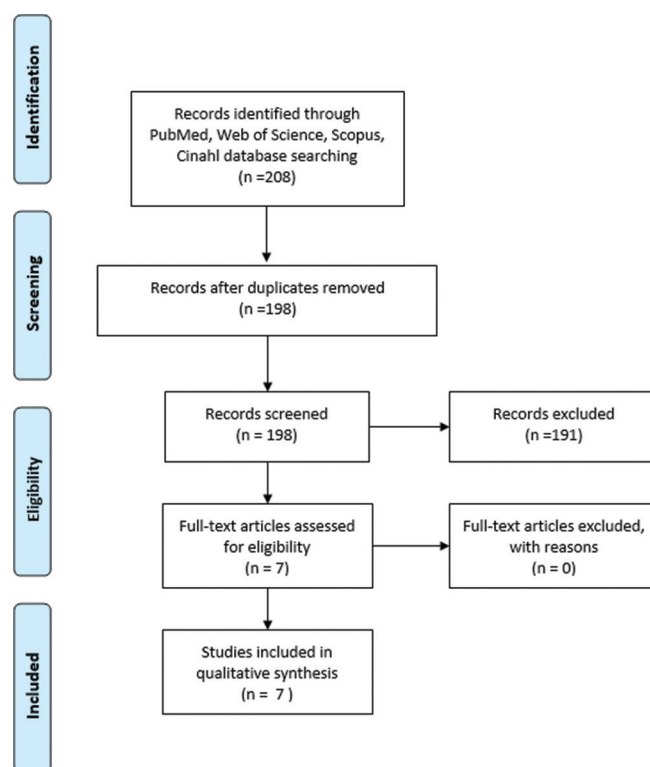 Identification
Records identified through
PubMed, Web of Science, Scopus,
Cinahl database searching
(n =208)
Screening
Records after duplicates removed
(n =198)
Records screened
(n = 198)
Records excluded
(n =191)
Eligibility
Full-text articles assessed
for eligibility
(n = 7)
Full-text articles excluded,
with reasons
(n = 0)
Included
Studies included in
qualitative synthesis
(n = 7 )